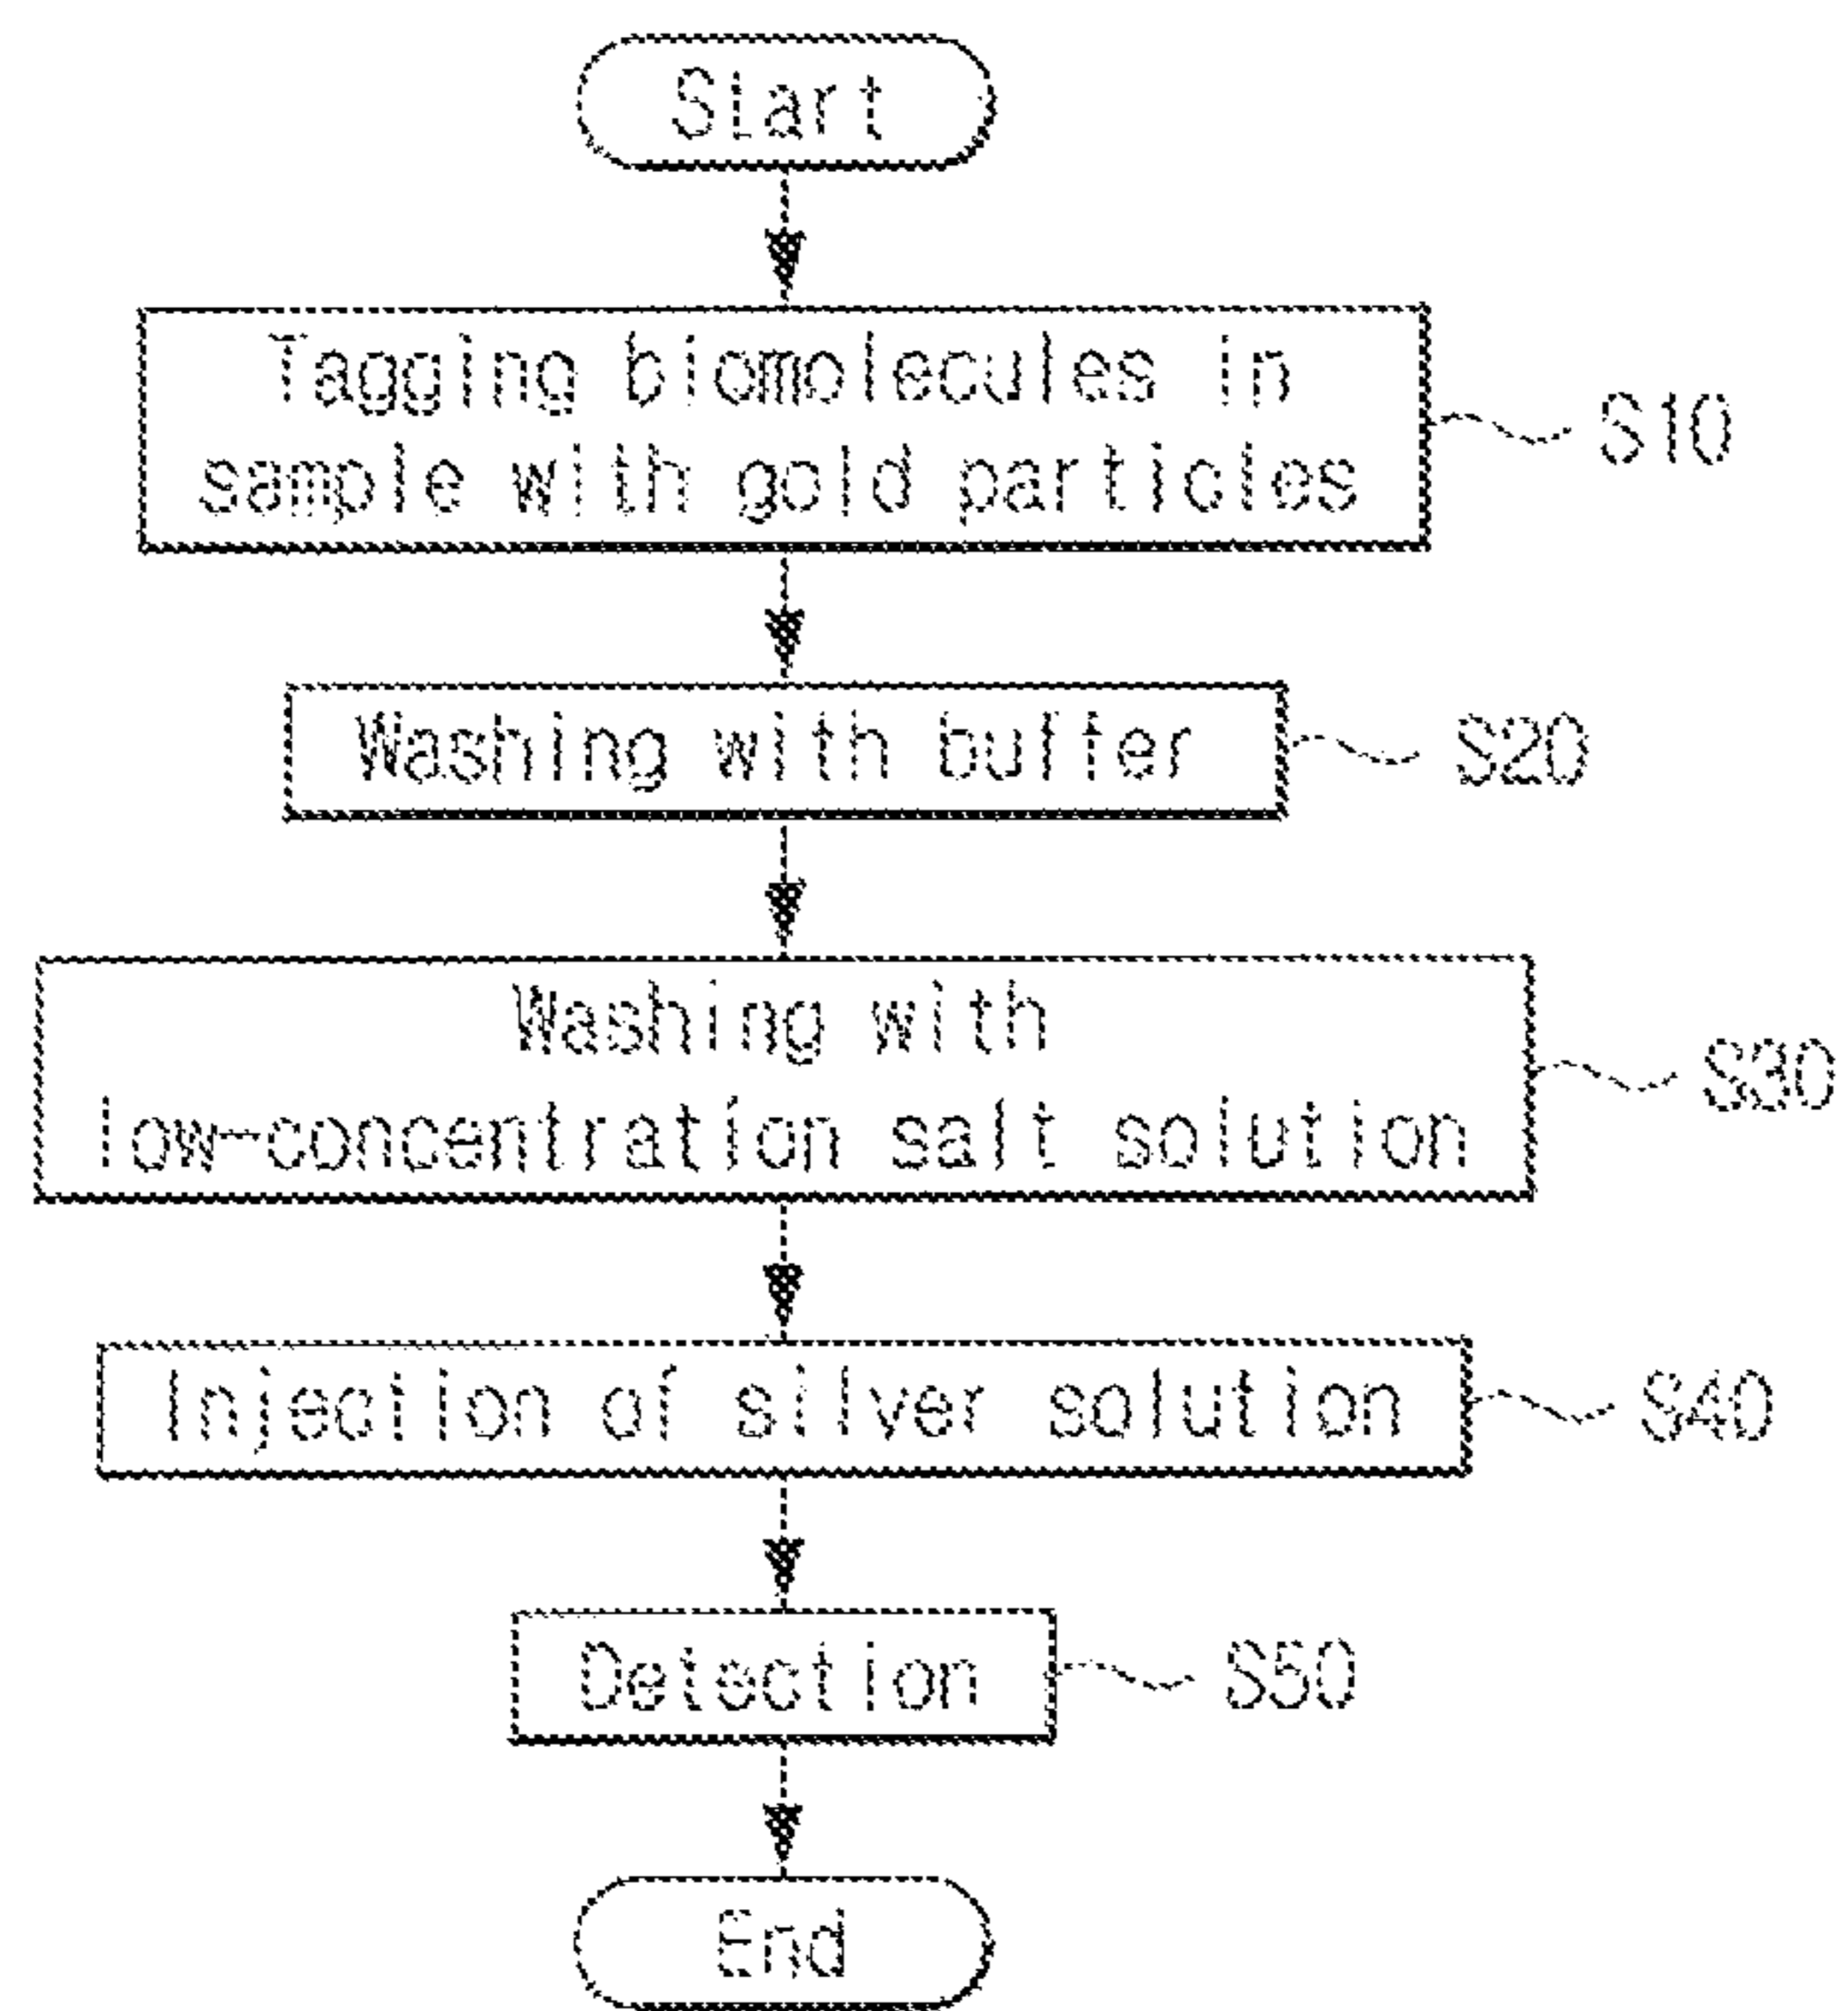 Start
Tagging biomolecules in
sample with gold particles
S10
Washing with buffer
S20
Washing with
low-concentration salt solution
S30
Injection of silver solution
S40
Detection
S50
End